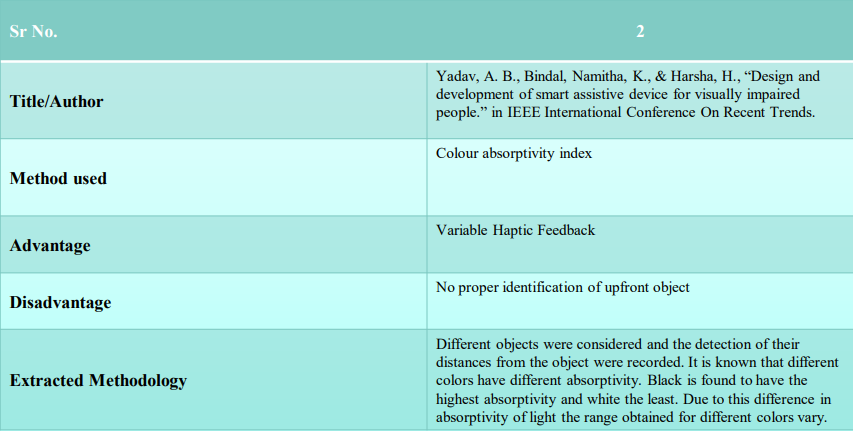 Sr No.
2
Title/Author
Yadav, A. B., Bindal, Namitha, K., & Harsha, H., “Design and
development of smart assistive device for visually impaired
people.” in IEEE International Conference On Recent Trends.
Method used
Colour absorptivity index
Advantage
Variable Haptic Feedback
Disadvantage
No proper identification of upfront object
Extracted Methodology
Different objects were considered and the detection of their
distances from the object were recorded. It is known that different
colors have different absorptivity. Black is found to have the
highest absorptivity and white the least. Due to this difference in
absorptivity of light the range obtained for different colors vary.